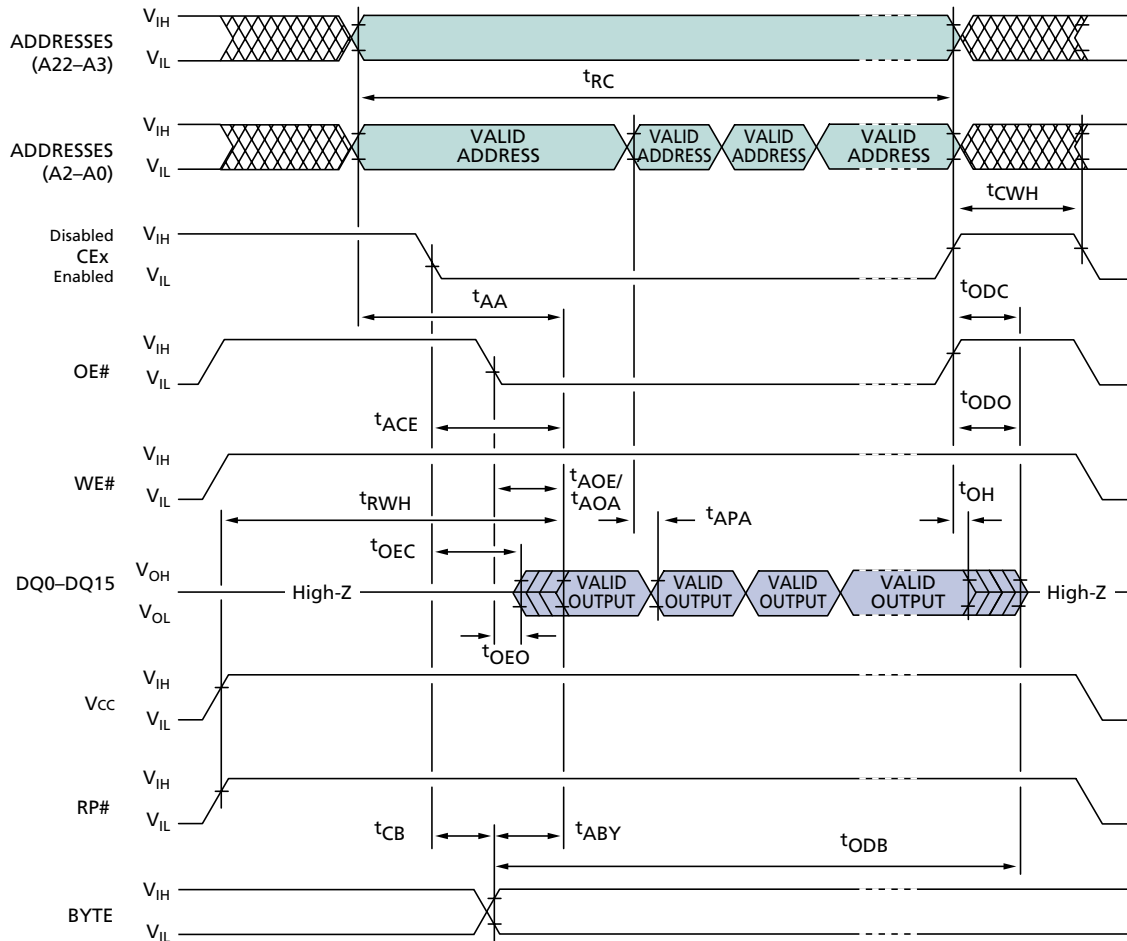 VIH
ADDRESSES
(A22–A3)
VIL
tRC
VIH
ADDRESSES
(A2–A0)
VIL
VALID
ADDRESS
VALID
ADDRESS
VALID
ADDRESS
VALID
ADDRESS
tCWH
Disabled
CEx
Enabled
VIH
VIL
tAA
tODC
VIH
OE#
VIL
tACE
tODO
VIH
WE#
VIL
tRWH
tAOE/
tAOA
tAPA
tOH
tOEC
VOH
DQ0–DQ15
VOL
High-Z
VALID
OUTPUT
VALID
OUTPUT
VALID
OUTPUT
VALID
OUTPUT
High-Z
tOEO
VIH
VCC
VIL
VIH
RP#
VIL
tCB
tABY
tODB
VIH
BYTE
VIL